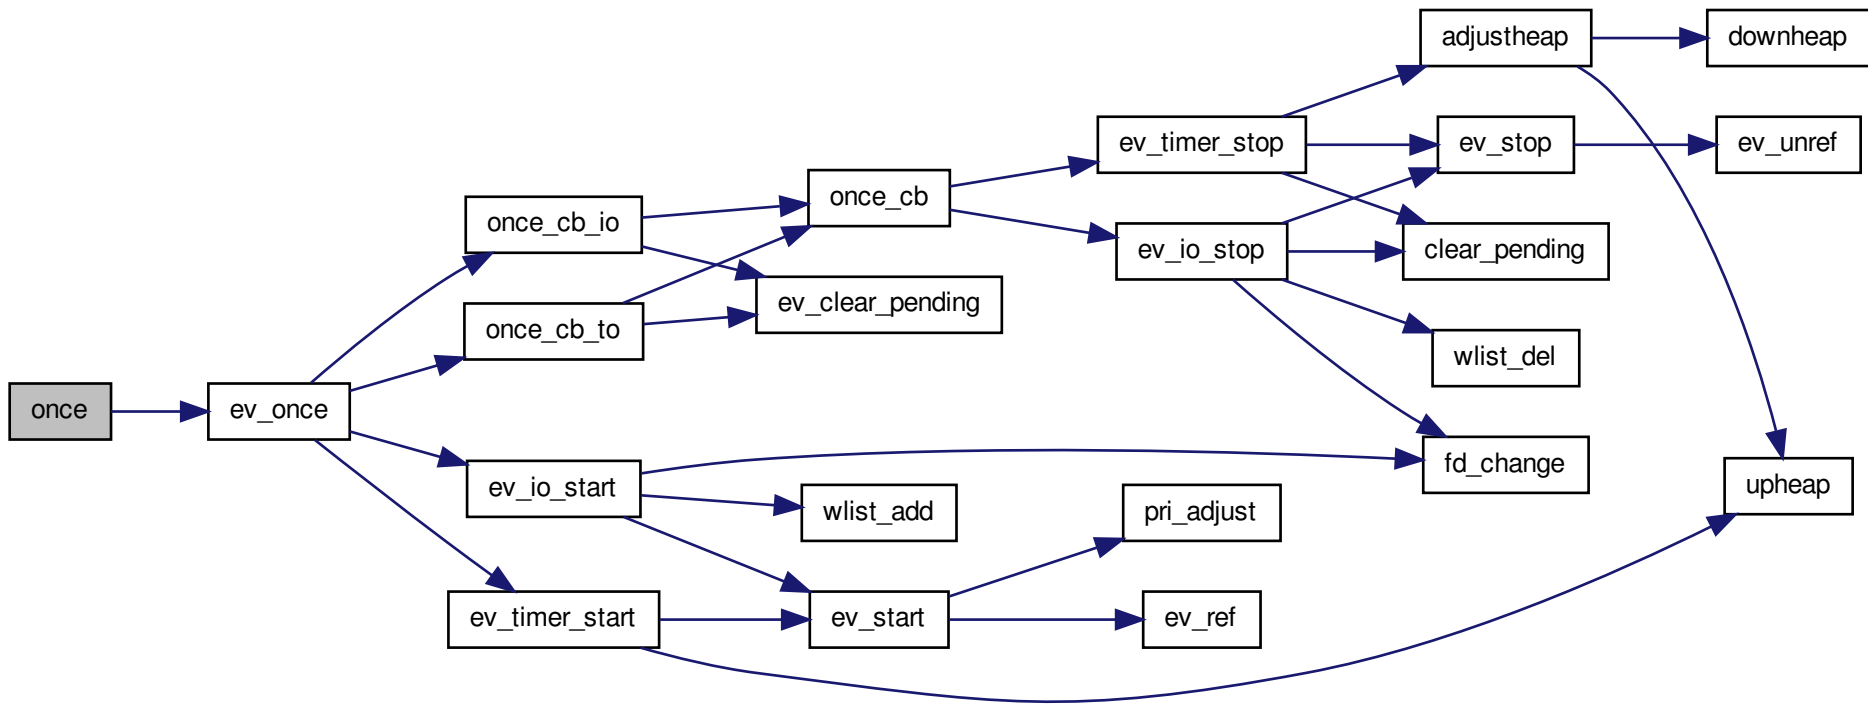 once
ev_once
once_cb_io
once_cb_to
ev_io_start
ev_timer_start
once_cb
ev_clear_pending
wlist_add
ev_start
ev_timer_stop
ev_io_stop
pri_adjust
ev_ref
adjustheap
ev_stop
clear_pending
wlist_del
fd_change
downheap
ev_unref
upheap